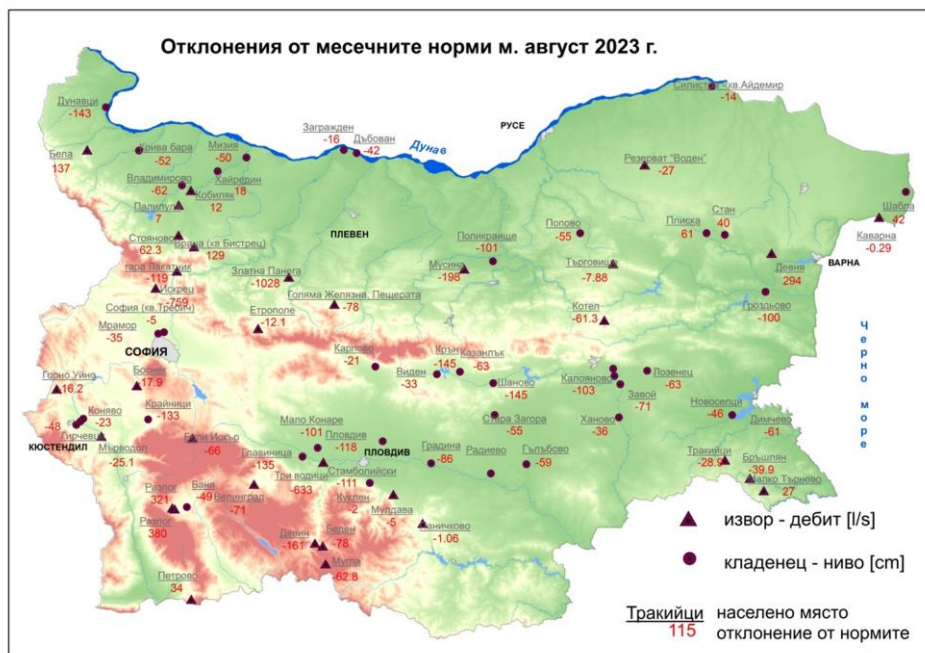 Отклонения от месечните норми м. август 2023 г.
Дунавци
-143
Силистра - кв.Айдемир
-14
Загражден
-16
Дъбован
-42
РУСЕ
Дунав
Бела
137
Крива бара
-52
Мизия
-50
Хайредин
18
Владимирово
-62
Кобиляк
12
Палилула
7
Резерват "Воден"
-27
Шабла
42
Каварна
-0.29
ВАРНА
Стояново
62.3
Враца (кв Бистрец)
129
ПЛЕВЕН
Поликраище
-101
Попово
-55
Плиска
61
Стан
40
гара Лакатник
-119
Искрец
-759
Златна Панега
-1028
Мусина
-198
Търговище
-7.88
Девня
294
Голяма Желязна, Пещерата
-78
Котел
-61.3
Гроздьово
-100
София (кв.Требич)
-5
Мрамор
-35
СОФИЯ
Етрополе
-12.1
Карлово
-21
Виден
-33
Крън
-145
Казанлък
-63
Шаново
-145
Калояново
-103
Лозенец
-63
Завой
-71
Черно море
Горно Уйно
16.2
Боснек
17.9
Крайници
-133
Коняво
-23
-48
Гирчевци
КЮСТЕНДИЛ
Мърводол
-25.1
Бели Искър
-66
Мало Конаре
-101
Пловдив
-118
ПЛОВДИВ
Стара Загора
-55
Ханово
-36
Новоселци
-46
Димчево
-61
Главиница
-135
Три водици
-633
Стамболийски
-111
Градина
-86
Радиево
Гълъбово
-59
Тракийци
-28.9
Бръшлян
-39.9
Малко Търново
27
Разлог
321
Баня
-49
Велинград
-71
Куклен
-2
Мулдава
-5
Разлог
380
Девин
-161
Беден
-78
-1.06
Мугла
-62.8
Петрово
34
извор - дебит [l/s]
кладенец - ниво [cm]
Тракийци населено място
115 отклонение от нормите